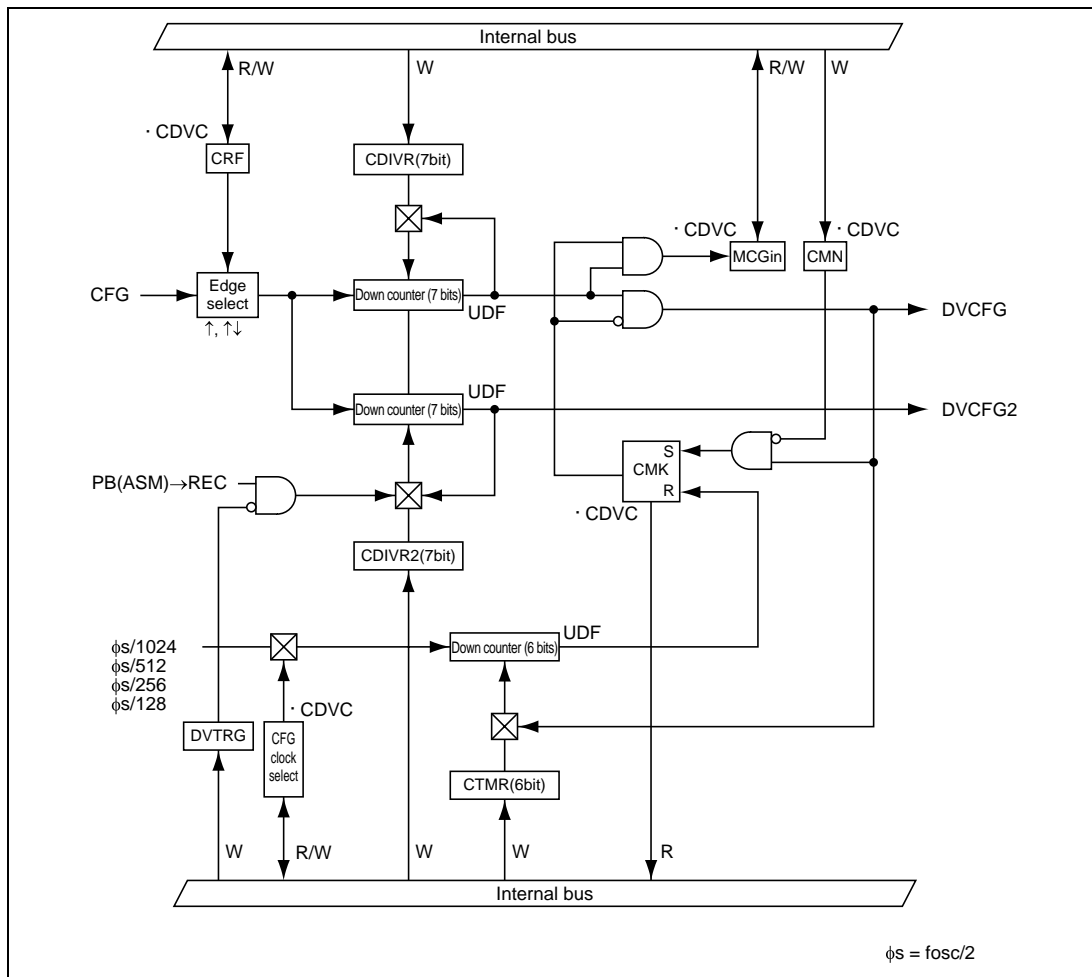 Internal bus
R/W
W
R/W
W
· CDVC
CRF
CDIVR(7bit)
· CDVC
· CDVC
MCGin
CMN
CFG
Edge
select
↑, ↑↓
Down counter (7 bits)
UDF
DVCFG
Down counter (7 bits)
UDF
DVCFG2
S
CMK
R
· CDVC
PB(ASM)→REC
CDIVR2(7bit)
ϕs/1024
ϕs/512
ϕs/256
ϕs/128
Down counter (6 bits)
UDF
· CDVC
DVTRG
CFG
clock
select
CTMR(6bit)
W
R/W
W
W
R
Internal bus
ϕs = fosc/2